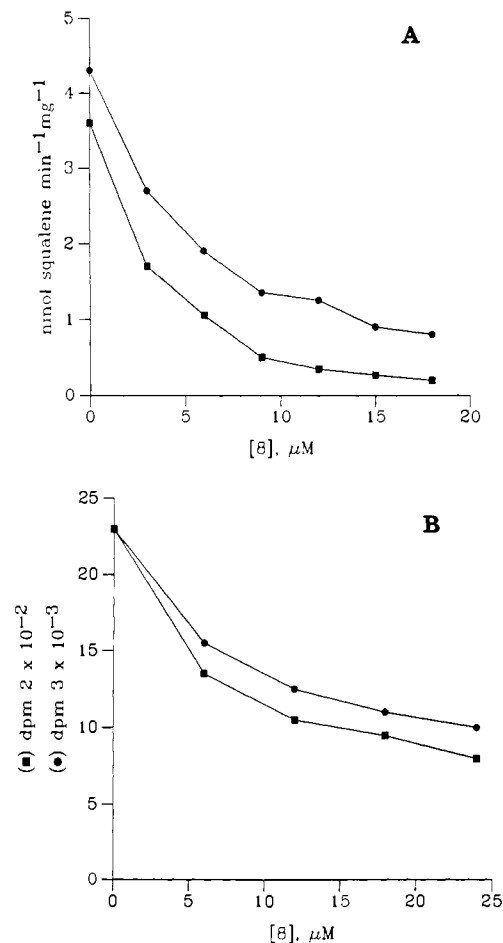 A
nmol squalene min⁻¹mg⁻¹
5
4
3
2
1
0
0 5 10 15 20
[8], μM
B
(■) dpm 2 x 10⁻²
(●) dpm 3 x 10⁻³
25
20
15
10
5
0
0 5 10 15 20 25
[8], μM